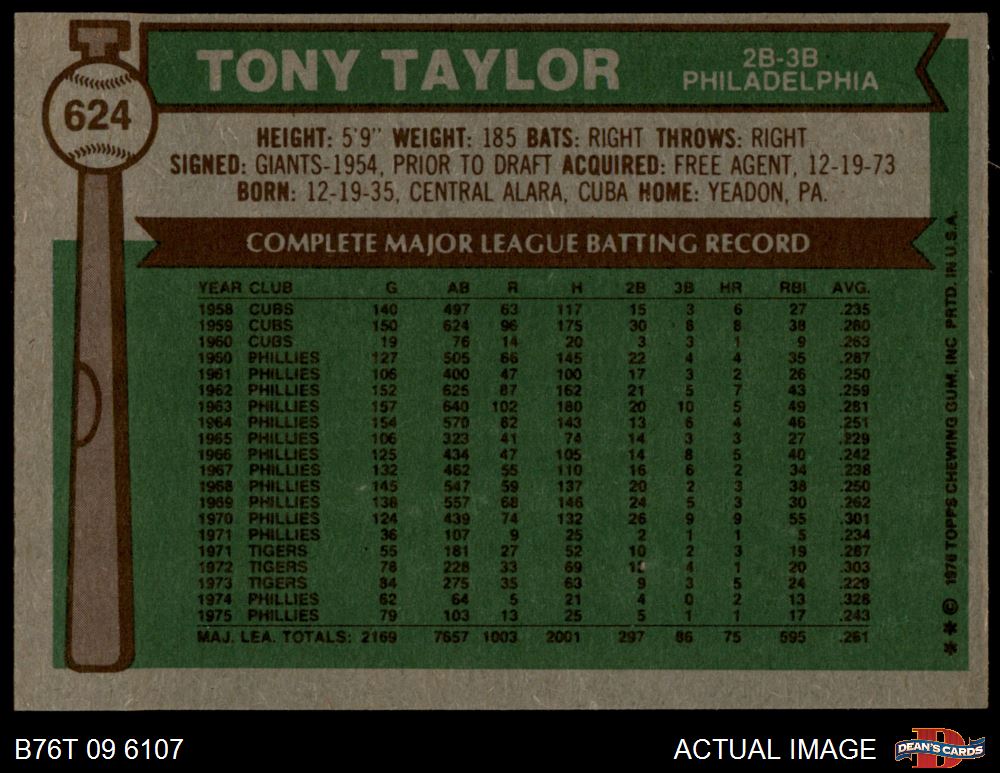 TONY TAYLOR
2B-3B
PHILADELPHIA
624
HEIGHT: 5'9" WEIGHT: 185 BATS: RIGHT THROWS: RIGHT
SIGNED: GIANTS-1954, PRIOR TO DRAFT ACQUIRED: FREE AGENT, 12-19-73
BORN: 12-19-35, CENTRAL ALARA, CUBA HOME: YEADON, PA.
COMPLETE MAJOR LEAGUE BATTING RECORD
YEAR CLUB G AB R H 2B 3B HR RBI AVG.
1958 CUBS 140 497 63 117 15 3 6 27 .235
1959 CUBS 150 624 96 175 30 8 8 38 .280
1960 CUBS 19 76 14 20 3 3 1 9 .263
1960 PHILLIES 127 505 66 145 22 4 4 35 .287
1961 PHILLIES 106 400 47 100 17 3 2 26 .250
1962 PHILLIES 152 625 87 162 21 5 7 43 .259
1963 PHILLIES 157 640 102 180 20 10 5 49 .281
1964 PHILLIES 154 570 62 143 13 6 4 46 .251
1965 PHILLIES 106 323 41 74 14 3 3 27 .229
1966 PHILLIES 125 434 47 105 14 8 5 40 .242
1967 PHILLIES 132 462 55 110 16 6 2 34 .238
1968 PHILLIES 145 547 59 137 20 2 3 38 .250
1969 PHILLIES 138 557 68 146 24 5 3 30 .262
1970 PHILLIES 124 439 74 132 26 9 9 55 .301
1971 PHILLIES 36 107 9 25 2 1 1 5 .234
1971 TIGERS 55 181 27 52 10 2 3 19 .287
1972 TIGERS 78 228 33 69 12 4 1 20 .303
1973 TIGERS 84 275 35 63 9 3 5 24 .229
1974 PHILLIES 62 64 5 21 4 0 2 13 .328
1975 PHILLIES 79 103 13 25 5 1 1 17 .243
MAJ. LEA. TOTALS: 2169 7657 1003 2001 297 86 75 595 .261
* * © 1976 TOPPS CHEWING GUM, INC PRTD. IN U.S.A.
B76T 09 6107
ACTUAL IMAGE
DEAN'S CARDS